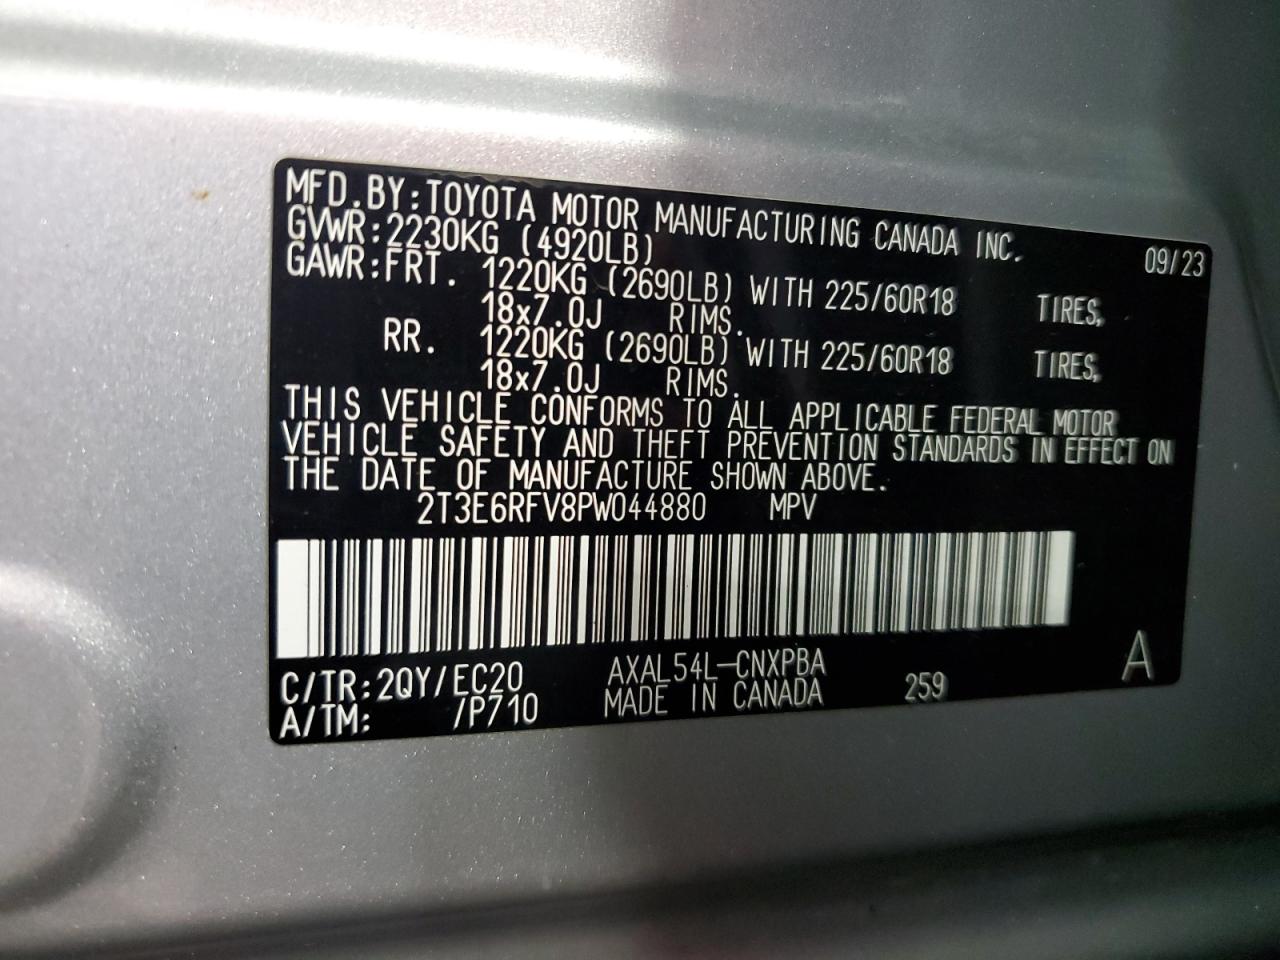 MFD.BY:TOYOTA MOTOR MANUFACTURING CANADA INC.
GVWR:2230KG (4920LB) 09/23
GAWR:FRT. 1220KG (2690LB) WITH 225/60R18 TIRES,
18x7.0J RIMS.
RR. 1220KG (2690LB) WITH 225/60R18 TIRES,
18x7.0J RIMS.
THIS VEHICLE CONFORMS TO ALL APPLICABLE FEDERAL MOTOR
VEHICLE SAFETY AND THEFT PREVENTION STANDARDS IN EFFECT ON
THE DATE OF MANUFACTURE SHOWN ABOVE.
2T3E6RFV8PW044880 MPV
C/TR:2QY/EC20 AXAL54L-CNXPBA A
A/TM: /P710 MADE IN CANADA 259